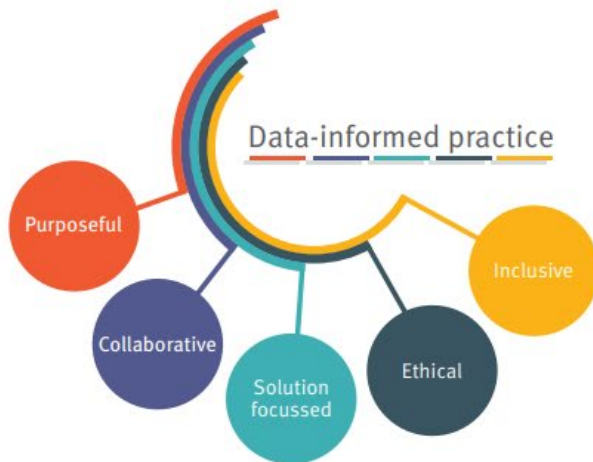 Data-informed practice
Purposeful
Collaborative
Solution
focussed
Ethical
Inclusive